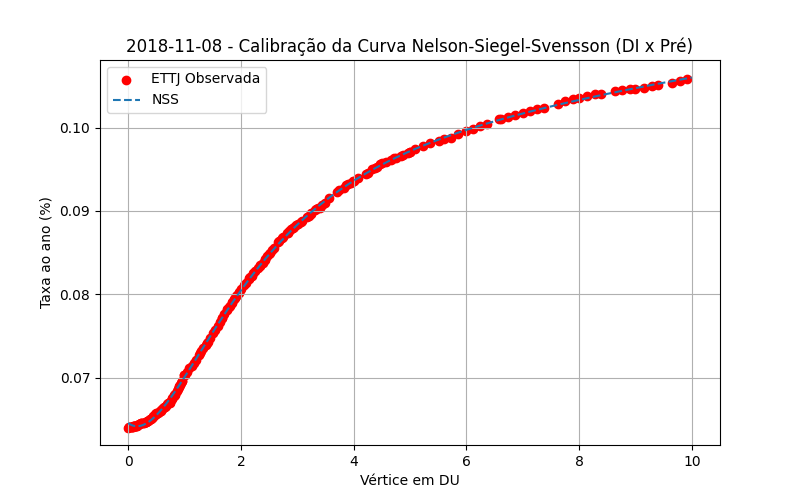 2018-11-08 - Calibração da Curva Nelson-Siegel-Svensson (DI x Pré)
ETTJ Observada
NSS
Taxa ao ano (%)
0.10
0.09
0.08
0.07
0
2
4
6
8
10
Vértice em DU